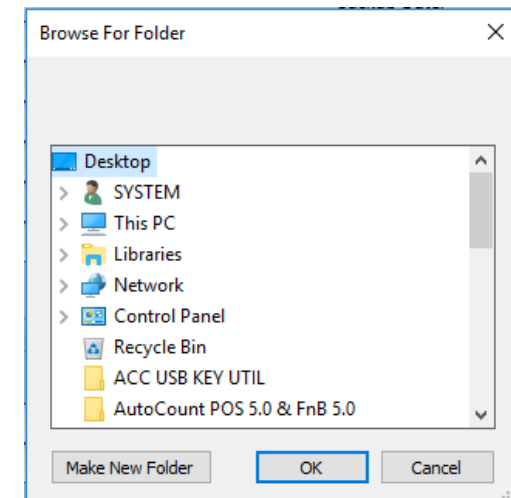 Browse For Folder
Desktop
SYSTEM
This PC
Libraries
Network
Control Panel
Recycle Bin
ACC USB KEY UTIL
AutoCount POS 5.0 & FnB 5.0
Make New Folder
OK
Cancel